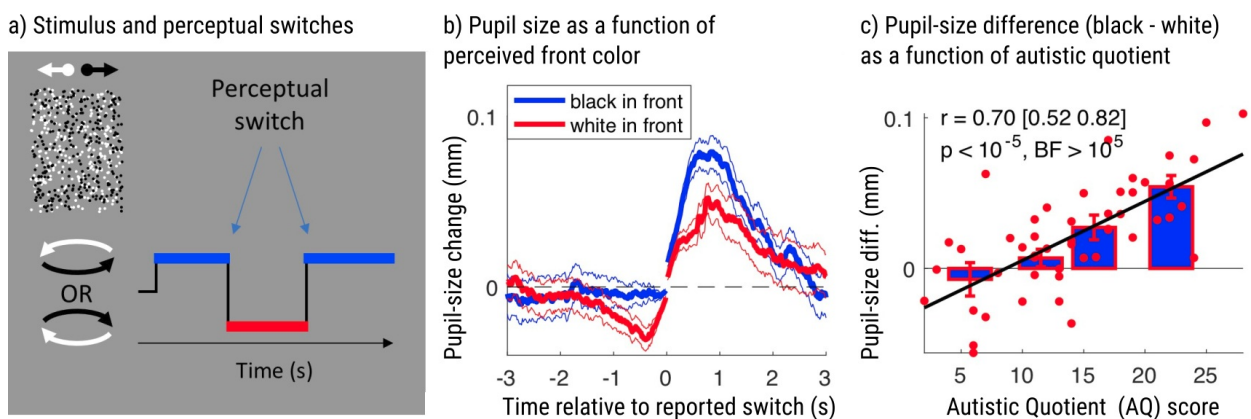 a) Stimulus and perceptual switches
OR
Perceptual
switch
Time (s)
b) Pupil size as a function of
perceived front color
black in front
white in front
0.1
0
Pupil-size change (mm)
-3 -2 -1 0 1 2 3
Time relative to reported switch (s)
c) Pupil-size difference (black - white)
as a function of autistic quotient
r = 0.70 [0.52 0.82]
p < 10⁻⁵, BF > 10⁵
0.1
0
Pupil-size diff. (mm)
5 10 15 20 25
Autistic Quotient (AQ) score